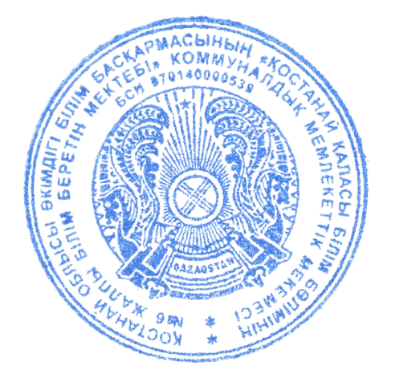 ҚОСТАНАЙ ОБЛЫСЫ ӘКІМДІГІ БІЛІМ БАСҚАРМАСЫНЫҢ «ҚОСТАНАЙ ҚАЛАСЫ БІЛІМ БӨЛІМІНІҢ
№6 ЖАЛПЫ БІЛІМ БЕРЕТІН МЕКТЕБІ» КОММУНАЛДЫҚ МЕМЛЕКЕТТІК МЕКЕМЕСІ
БСН 970140000539
QAZAQSTAN